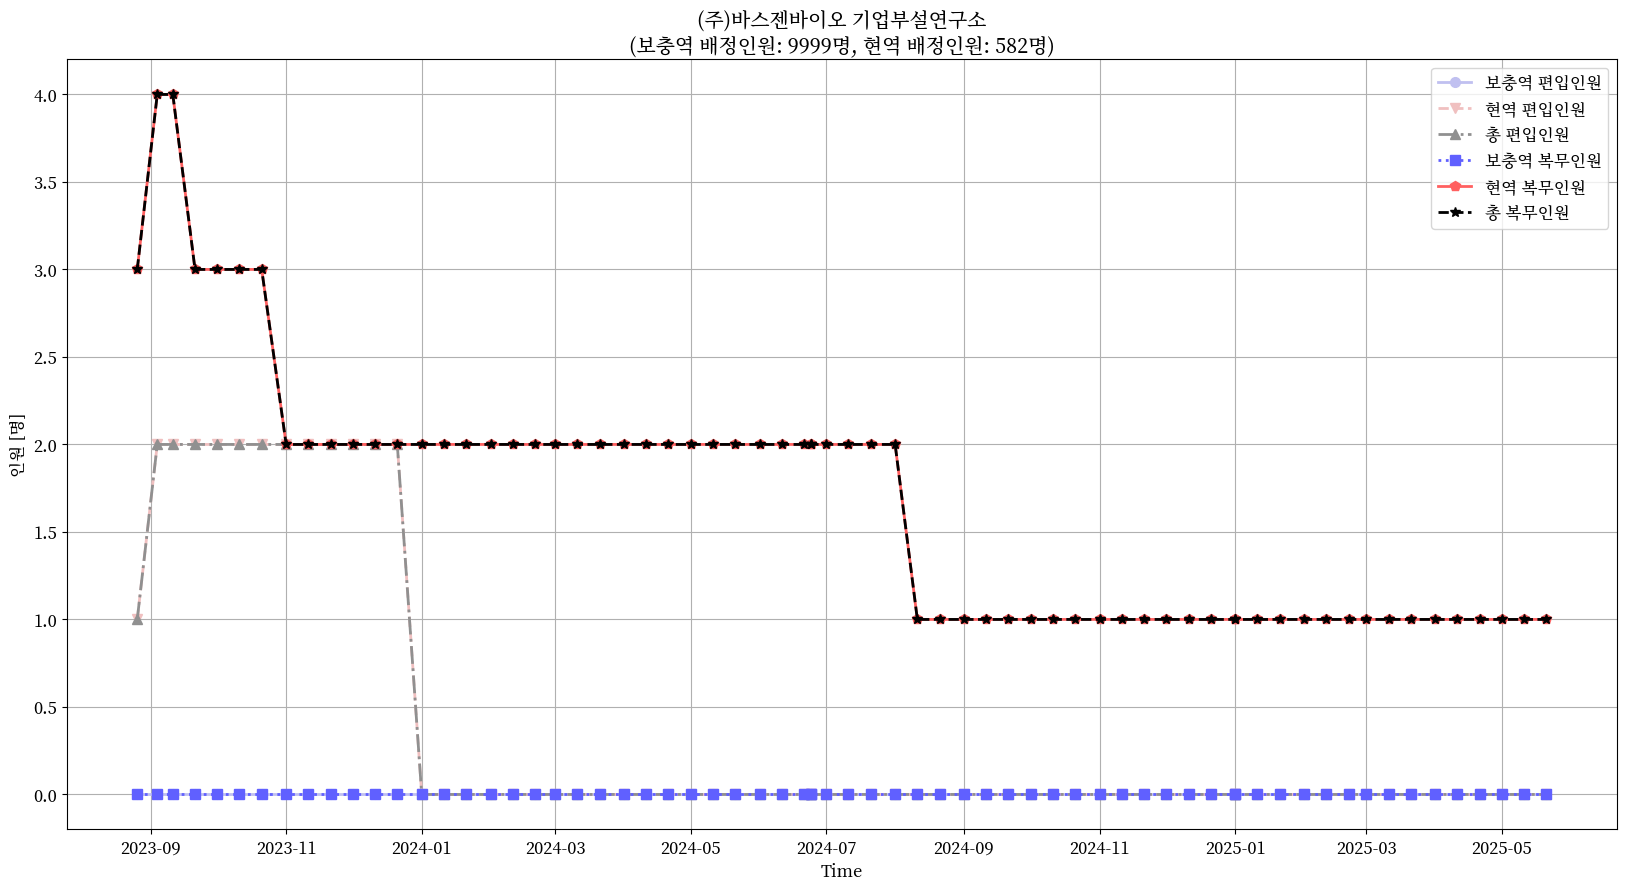 (주)바스젠바이오 기업부설연구소
(보충역 배정인원: 9999명, 현역 배정인원: 582명)
보충역 편입인원
현역 편입인원
총 편입인원
보충역 복무인원
현역 복무인원
총 복무인원
인원 [명]
4.0
3.5
3.0
2.5
2.0
1.5
1.0
0.5
0.0
2023-09 2023-11 2024-01 2024-03 2024-05 2024-07 2024-09 2024-11 2025-01 2025-03 2025-05
Time